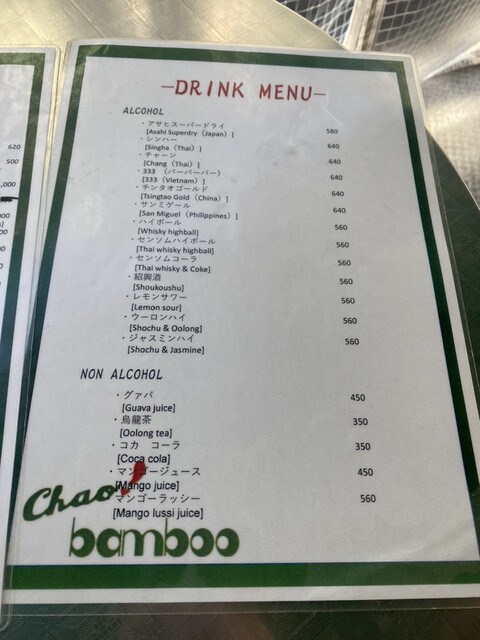 620
500
,000
000
00
00
—DRINK MENU—
ALCOHOL
・アサヒスーパードライ
[Asahi Superdry (Japan) ] 580
・シンハー
[Singha (Thai) ] 640
・チャーン
[Chang (Thai) ] 640
・333 (バーバーバー)
[333 (Vietnam) ] 640
・チンタオゴールド
[Tsingtao Gold (China) ] 640
・サンミゲール
[San Miguel (Philippines) ] 640
・ハイボール
[Whisky highball] 560
・センソムハイボール
[Thai whisky highball] 560
・センソムコーラ
[Thai whisky & Coke] 560
・紹興酒
[Shoukoushu] 560
・レモンサワー
[Lemon sour] 560
・ウーロンハイ
[Shochu & Oolong] 560
・ジャスミンハイ
[Shochu & Jasmine] 560
NON ALCOHOL
・グァバ 450
[Guava juice]
・烏龍茶 350
[Oolong tea]
・コカ コーラ 350
[Coca cola]
・マンゴージュース 450
[Mango juice]
マンゴーラッシー 560
[Mango lussi juice]
Chao!
bamboo